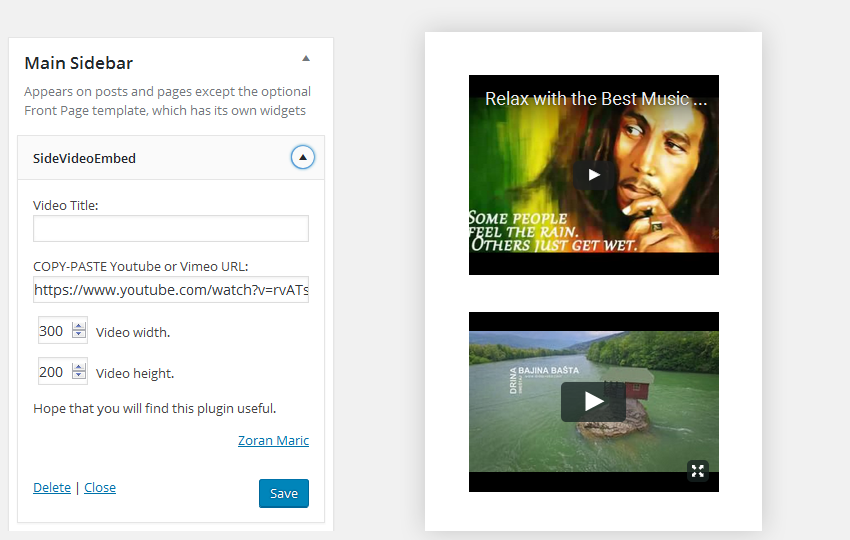 Main Sidebar
Appears on posts and pages except the optional
Front Page template, which has its own widgets
SideVideoEmbed
Video Title:
COPY-PASTE Youtube or Vimeo URL:
https://www.youtube.com/watch?v=rvATs
300 Video width.
200 Video height.
Hope that you will find this plugin useful.
Zoran Maric
Delete | Close
Save
Relax with the Best Music ...
SOME PEOPLE
FEEL THE RAIN.
OTHERS JUST GET WET.
DRINA
BAJINA BAŠTA